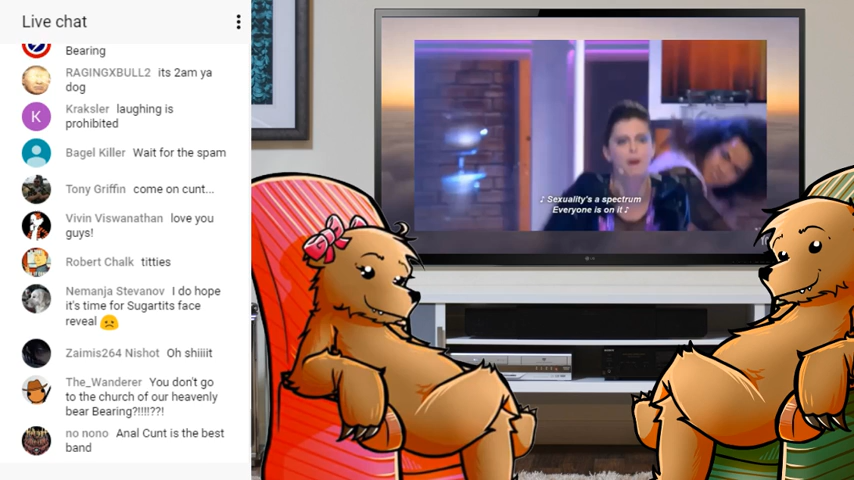 Live chat
Bearing
RAGINGXBULL2 its 2am ya
dog
K
Kraksler laughing is
prohibited
Bagel Killer Wait for the spam
Tony Griffin come on cunt...
Vivin Viswanathan love you
guys!
Robert Chalk titties
Nemanja Stevanov I do hope
it's time for Sugartits face
reveal
Zaimis264 Nishot Oh shiiiit
The_Wanderer You don't go
to the church of our heavenly
bear Bearing?!!!!??!
no nono Anal Cunt is the best
band
♪ Sexuality's a spectrum
Everyone is on it ♪
LG